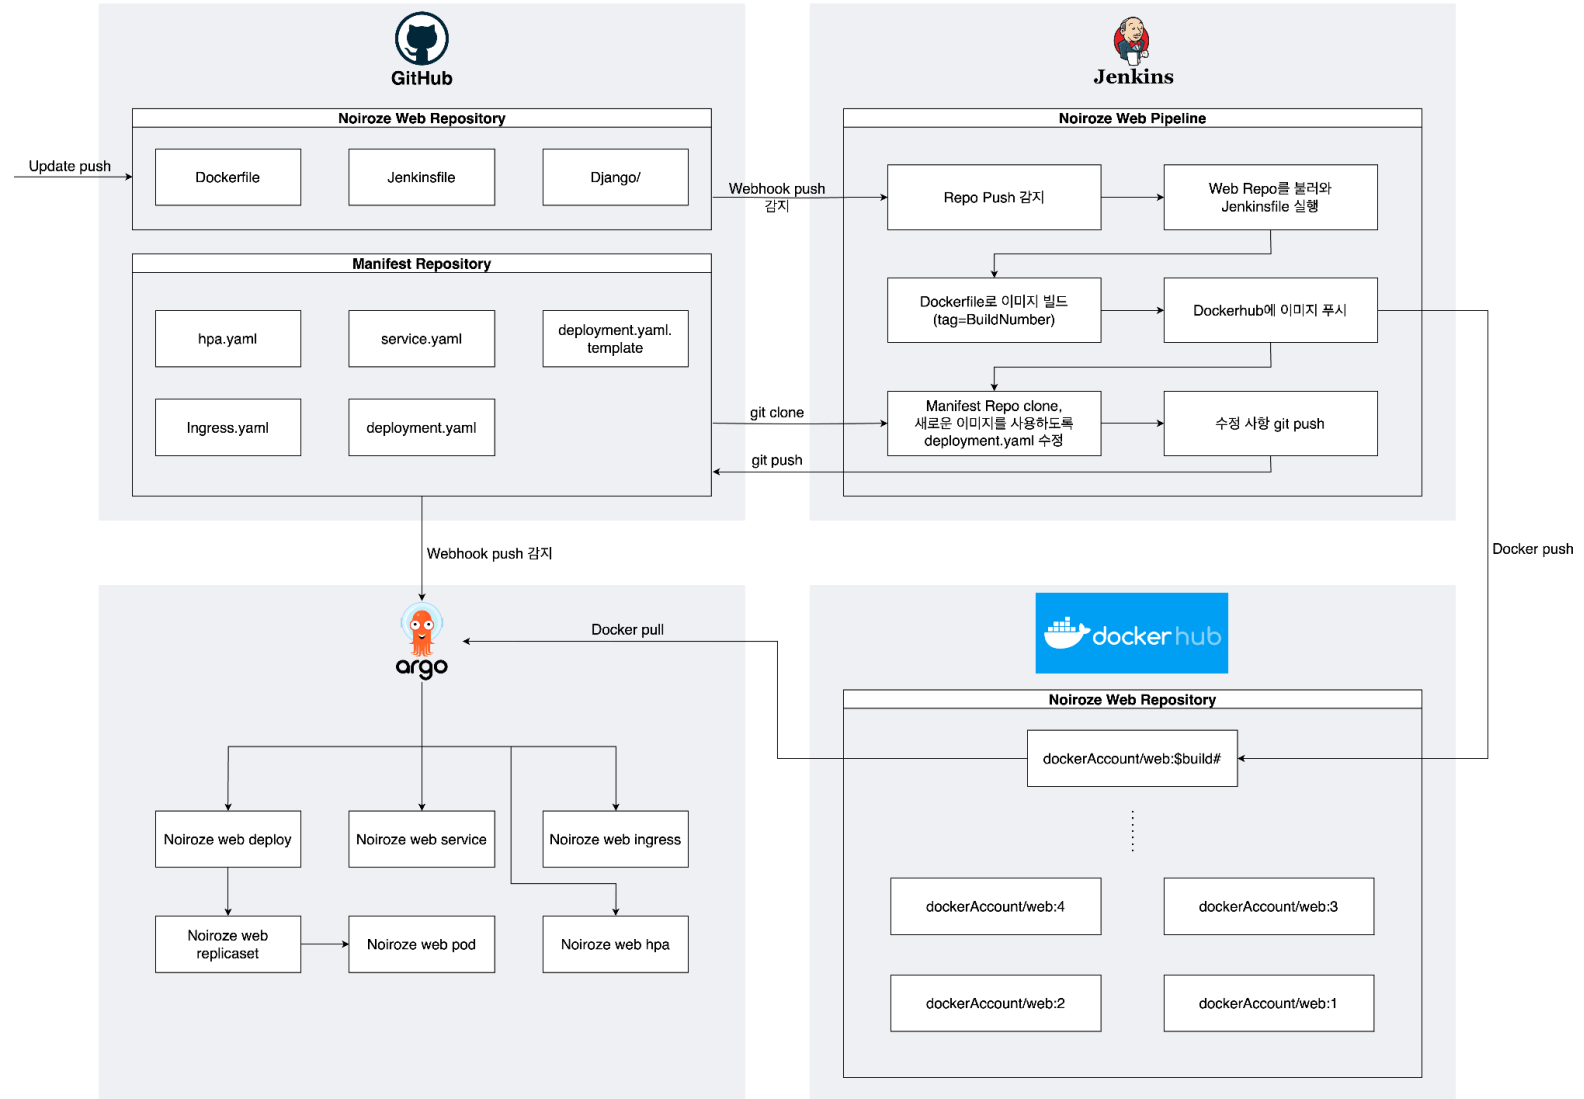 GitHub
Noiroze Web Repository
Update push
Dockerfile
Jenkinsfile
Django/
Manifest Repository
hpa.yaml
service.yaml
deployment.yaml.
template
Ingress.yaml
deployment.yaml
Webhook push
감지
git clone
git push
Jenkins
Noiroze Web Pipeline
Repo Push 감지
Web Repo를 불러와
Jenkinsfile 실행
Dockerfile로 이미지 빌드
(tag=BuildNumber)
Dockerhub에 이미지 푸시
Manifest Repo clone,
새로운 이미지를 사용하도록
deployment.yaml 수정
수정 사항 git push
Webhook push 감지
Docker push
argo
Docker pull
Noiroze web deploy
Noiroze web service
Noiroze web ingress
Noiroze web
replicaset
Noiroze web pod
Noiroze web hpa
docker hub
Noiroze Web Repository
dockerAccount/web:$build#
dockerAccount/web:4
dockerAccount/web:3
dockerAccount/web:2
dockerAccount/web:1